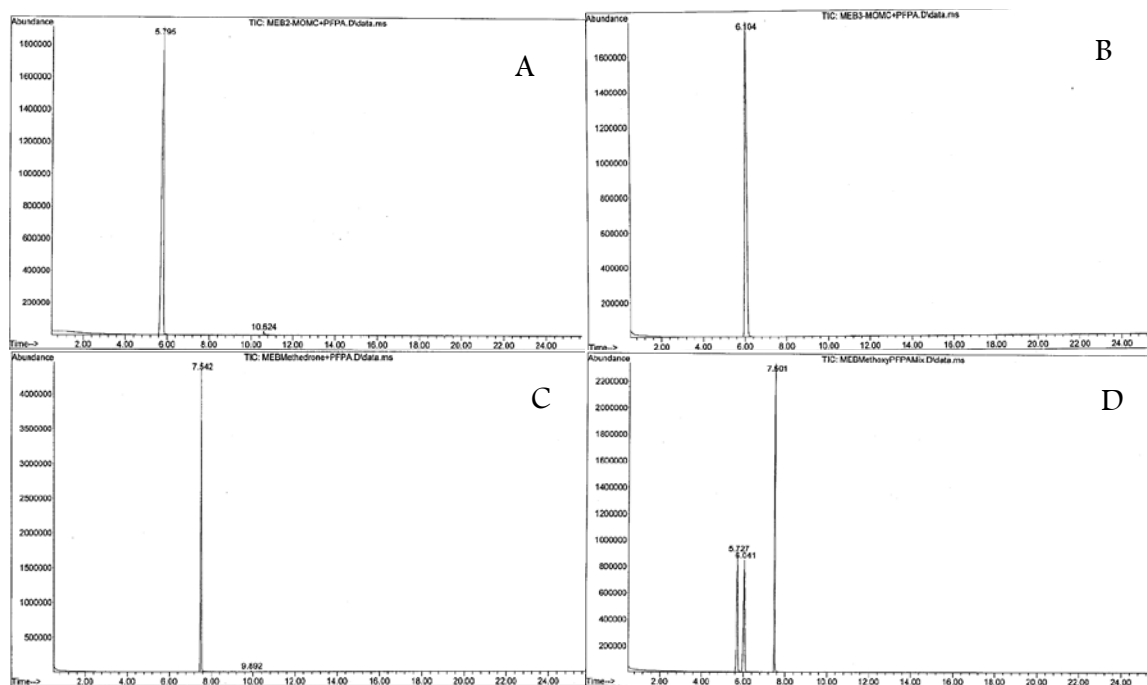 Abundance
TIC: MEB2-MOMC+PFPA.D\data.ms
5.795
1800000
1600000
1400000
1200000
1000000
800000
600000
400000
200000
10.624
A
Time--> 2.00 4.00 6.00 8.00 10.00 12.00 14.00 16.00 18.00 20.00 22.00 24.00
Abundance
TIC: MEB3-MOMC+PFPA.D\data.ms
6.104
1600000
1400000
1200000
1000000
800000
600000
400000
200000
B
Time--> 2.00 4.00 6.00 8.00 10.00 12.00 14.00 16.00 18.00 20.00 22.00 24.00
Abundance
TIC: MEBMethedrone+PFPA.D\data.ms
7.542
4000000
3500000
3000000
2500000
2000000
1500000
1000000
500000
9.892
C
Time--> 2.00 4.00 6.00 8.00 10.00 12.00 14.00 16.00 18.00 20.00 22.00 24.00
Abundance
TIC: MEBMethoxyPFPAMix.D\data.ms
7.501
2200000
2000000
1800000
1600000
1400000
1200000
1000000
800000
600000
400000
200000
5.727
6.041
D
Time--> 2.00 4.00 6.00 8.00 10.00 12.00 14.00 16.00 18.00 20.00 22.00 24.00